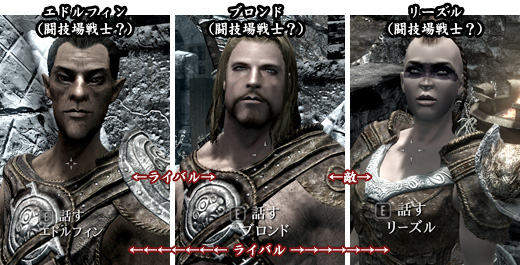 エドルフィン
(闘技場戦士?)
ブロンド
(闘技場戦士?)
リーズル
(闘技場戦士?)
←ライバル→
←敵→
E 話す
エドルフィン
E 話す
ブロンド
E 話す
リーズル
←←←←←← ライバル →→→→→→